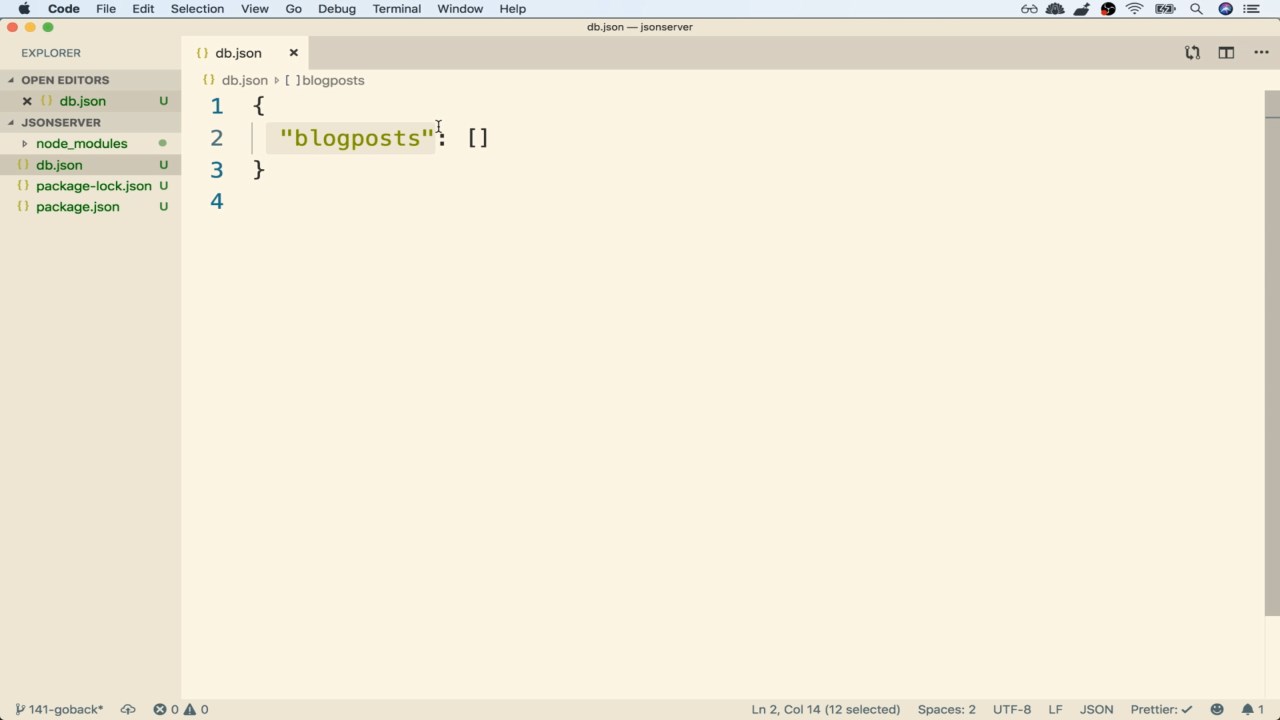 Code File Edit Selection View Go Debug Terminal Window Help
db.json — jsonserver
EXPLORER
OPEN EDITORS
db.json U
JSONSERVER
node_modules
db.json U
package-lock.json U
package.json U
{} db.json
{} db.json [ ] blogposts
1 {
2 "blogposts": []
3 }
4
141-goback* 0 0
Ln 2, Col 14 (12 selected) Spaces: 2 UTF-8 LF JSON Prettier: 1